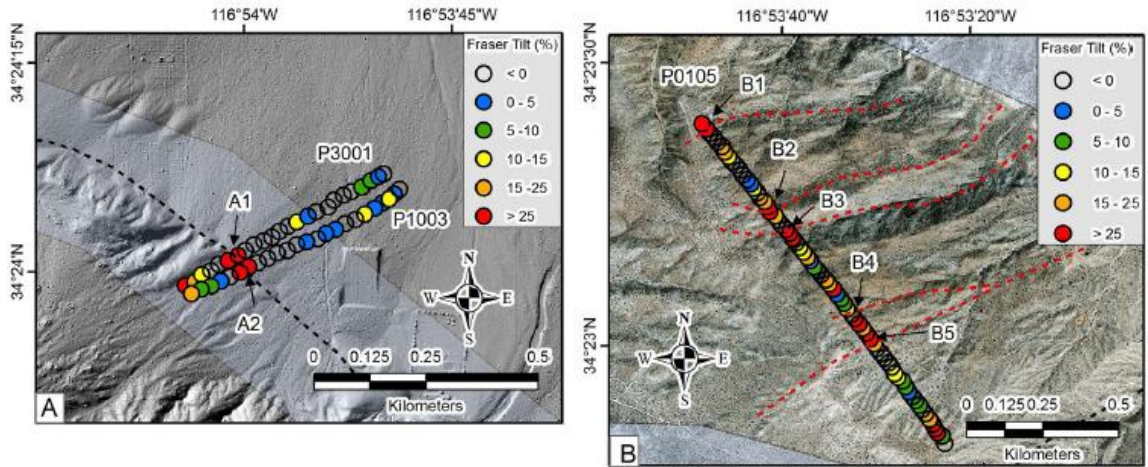 116°54'W
116°53'45"W
34°24'15"N
34°24'N
Fraser Tilt (%)
< 0
0 - 5
5 -10
10 -15
15 -25
> 25
P3001
P1003
A1
A2
N
W
E
S
0
0.125
0.25
0.5
Kilometers
A
116°53'40"W
116°53'20"W
34°23'30"N
34°23'N
Fraser Tilt (%)
< 0
0 - 5
5 - 10
10 - 15
15 - 25
> 25
P0105
B1
B2
B3
B4
B5
N
W
E
S
0
0.125
0.25
0.5
Kilometers
B